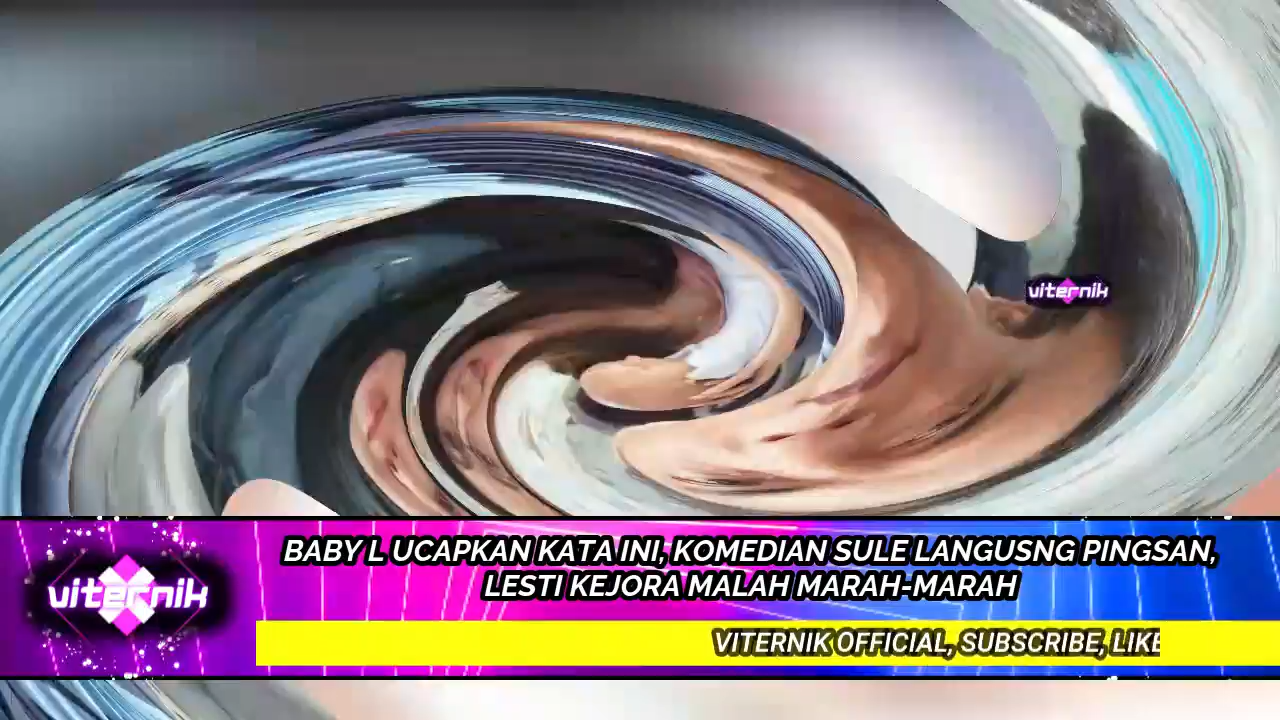 viternik
BABY L UCAPKAN KATA INI, KOMEDIAN SULE LANGUSNG PINGSAN,
LESTI KEJORA MALAH MARAH-MARAH
viternik
VITERNIK OFFICIAL, SUBSCRIBE, LIKE